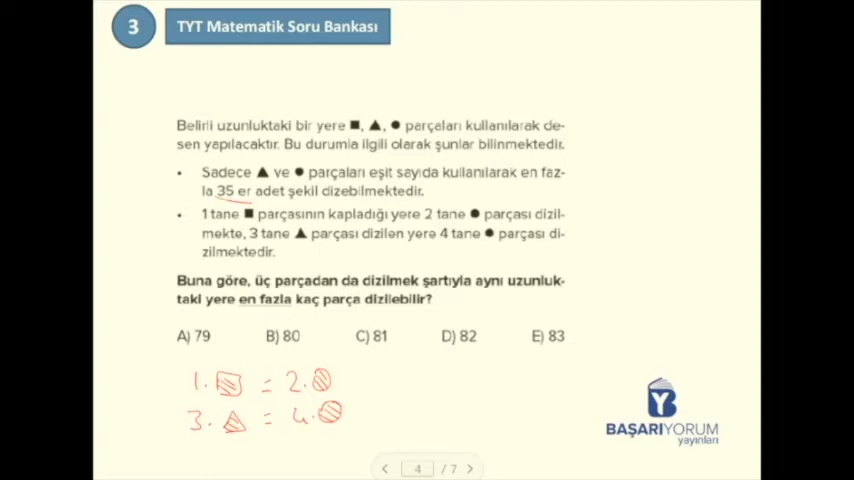 3
TYT Matematik Soru Bankası
Belirli uzunluktaki bir yere ■, ▲, ● parçaları kullanılarak de-
sen yapılacaktır. Bu durumla ilgili olarak şunlar bilinmektedir.
• Sadece ▲ ve ● parçaları eşit sayıda kullanılarak en faz-
la 35 er adet şekil dizebilmektedir.
• 1 tane ■ parçasının kapladığı yere 2 tane ● parçası dizil-
mekte, 3 tane ▲ parçası dizilen yere 4 tane ● parçası di-
zilmektedir.
Buna göre, üç parçadan da dizilmek şartıyla aynı uzunluk-
taki yere en fazla kaç parça dizilebilir?
A) 79 B) 80 C) 81 D) 82 E) 83
1. = 2.
3. = 4.
BAŞARIYORUM
yayınları
4 / 7